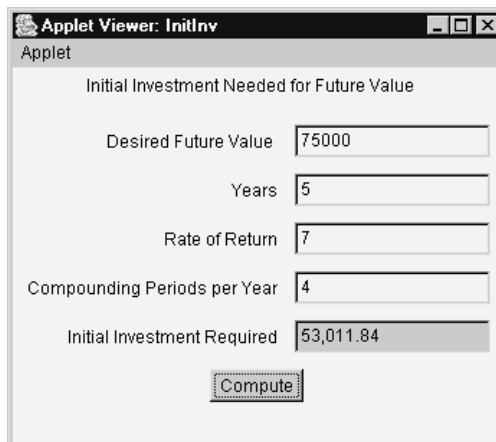 Applet Viewer: InitInv
Applet
Initial Investment Needed for Future Value
Desired Future Value 75000
Years 5
Rate of Return 7
Compounding Periods per Year 4
Initial Investment Required 53,011.84
Compute